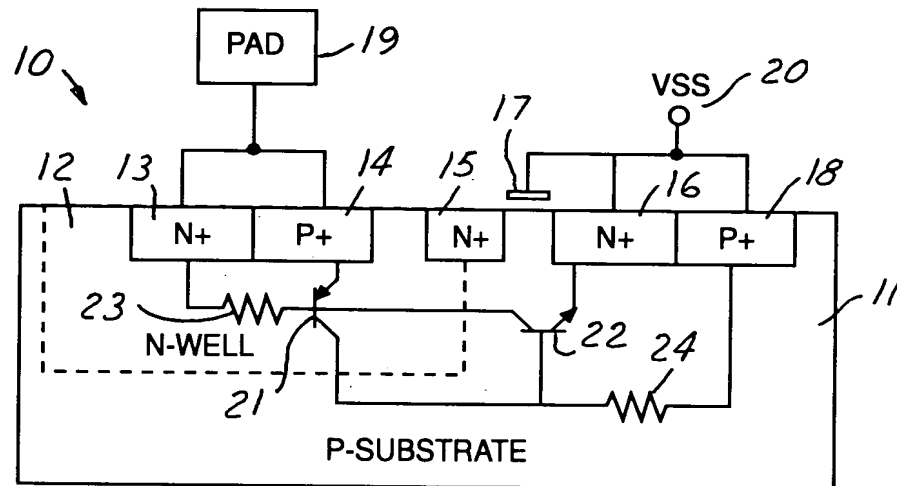 PAD
19
10
VSS
20
17
12
13
14
15
16
18
N+
P+
N+
N+
P+
11
23
N-WELL
21
22
24
P-SUBSTRATE